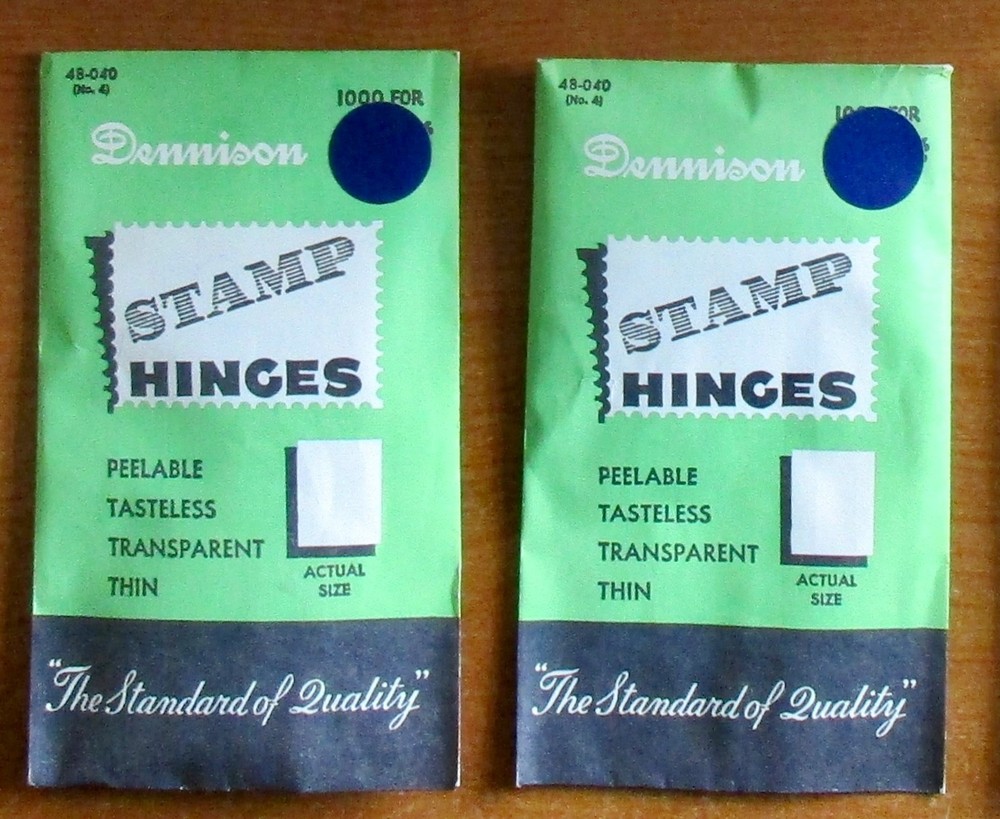 48-040
(No. 4)
1000 FOR
Dennison
STAMP
HINGES
PEELABLE
TASTELESS
TRANSPARENT
THIN
ACTUAL
SIZE
"The Standard of Quality"
48-040
(No. 4)
FOR
Dennison
STAMP
HINGES
PEELABLE
TASTELESS
TRANSPARENT
THIN
ACTUAL
SIZE
"The Standard of Quality"